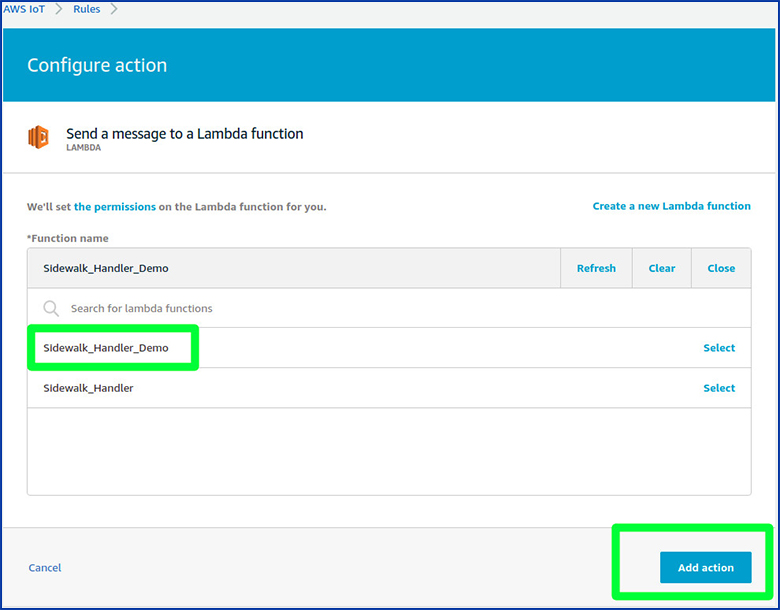 AWS IoT > Rules >
Configure action
Send a message to a Lambda function
LAMBDA
We'll set the permissions on the Lambda function for you. Create a new Lambda function
*Function name
Sidewalk_Handler_Demo Refresh Clear Close
Search for lambda functions
Sidewalk_Handler_Demo Select
Sidewalk_Handler Select
Cancel Add action